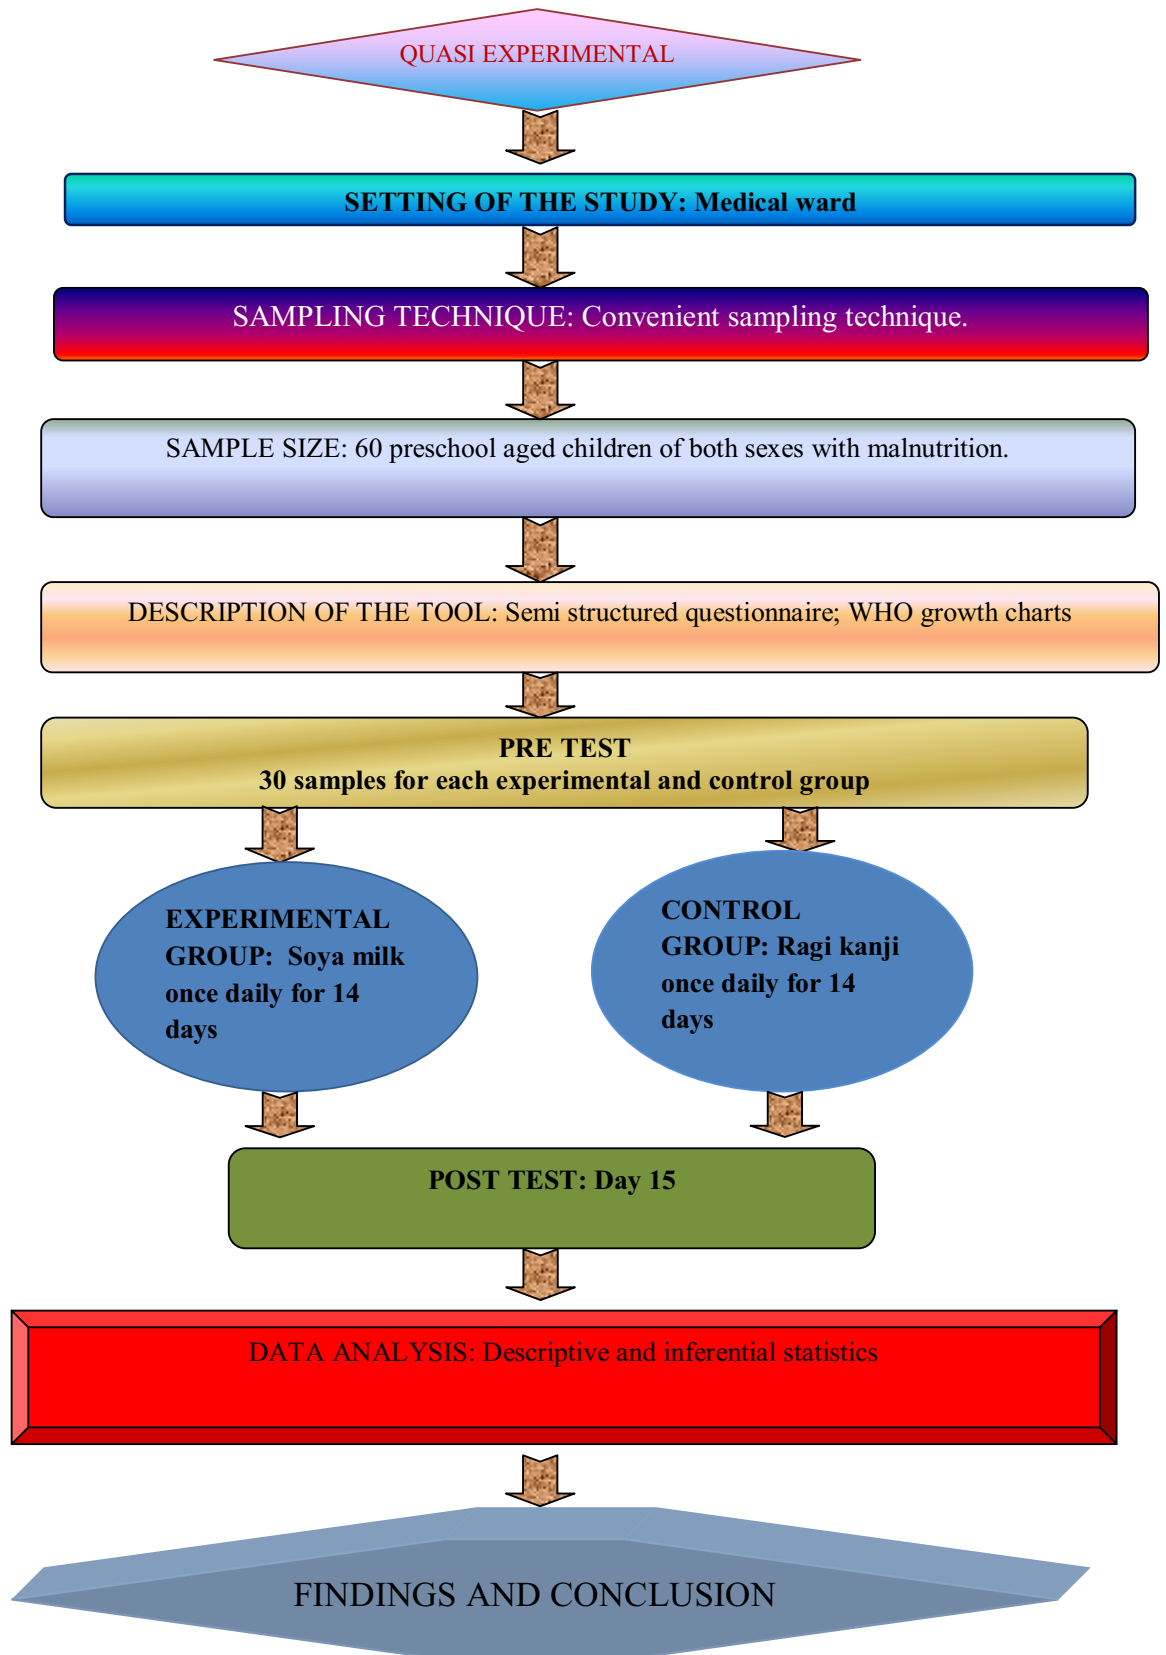 QUASI EXPERIMENTAL
SETTING OF THE STUDY: Medical ward
SAMPLING TECHNIQUE: Convenient sampling technique.
SAMPLE SIZE: 60 preschool aged children of both sexes with malnutrition.
DESCRIPTION OF THE TOOL: Semi structured questionnaire; WHO growth charts
PRE TEST
30 samples for each experimental and control group
EXPERIMENTAL
GROUP: Soya milk
once daily for 14
days
CONTROL
GROUP: Ragi kanji
once daily for 14
days
POST TEST: Day 15
DATA ANALYSIS: Descriptive and inferential statistics
FINDINGS AND CONCLUSION